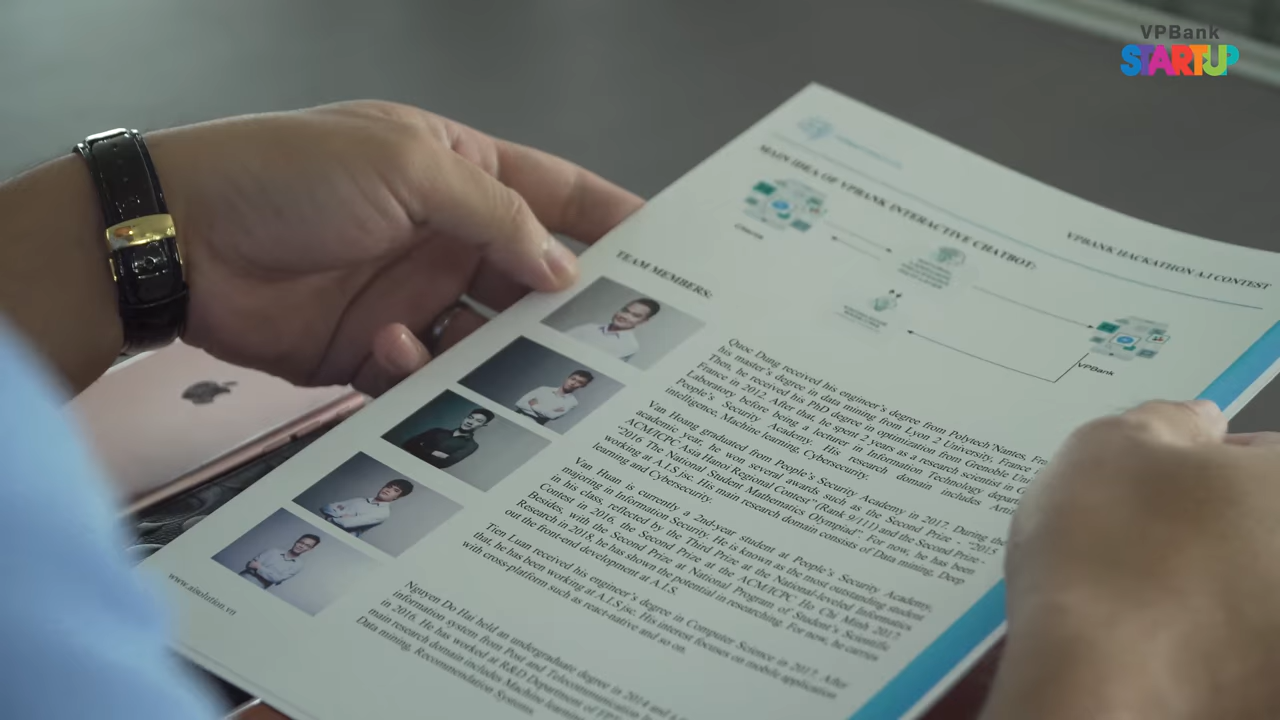 VPBank
STARTUP
VPBANK HACKATHON A.I CONTEST
MAIN IDEA OF VPBANK INTERACTIVE CHATBOT:
VPBank
TEAM MEMBERS:
Quoc Dung received his engineer's degree from Polytech'Nantes,
his master's degree in data mining from Lyon 2 University, France
Then, he received his PhD degree in optimization from Grenoble
France in 2012. After that, he spent 2 years as a research scientist in
Laboratory before being a lecturer in Information Technology
People's Security Academy. His research domain includes
intelligence, Machine learning, Cybersecurity.
Van Hoang graduated from People's Security Academy in 2017. During the
academic year, he won several awards such as the Second Prize - "2015
ACM/ICPC Asia Hanoi Regional Contest" (Rank 9/111) and the Second Prize -
"2016 The National Student Mathematics Olympiad". For now, he has been
working at A.I.S jsc. His main research domain consists of Data mining, Deep
learning and Cybersecurity.
Van Huan is currently a 2nd-year student at People's Security Academy,
majoring in Information Security. He is known as the most outstanding student
in his class, reflected by the Third Prize at the National-leveled Informatics
Contest in 2016, the Second Prize at the ACM/ICPC Ho Chi Minh 2017.
Besides, with the Second Prize at National Program of Student's Scientific
Research in 2018, he has shown the potential in researching. For now, he carries
out the front-end development at A.I.S.
Tien Luan received his engineer's degree in Computer Science in 2017. After
that, he has been working at A.I.S jsc. His interest focuses on mobile application
with cross-platform such as react-native and so on.
Nguyen Do Hai held an undergraduate degree in 2014 and
information system from Post and Telecommunication
in 2016. He has worked at R&D Department of
main research domain includes Machine learning
Data mining, Recommendation Systems.
www.aisolution.vn